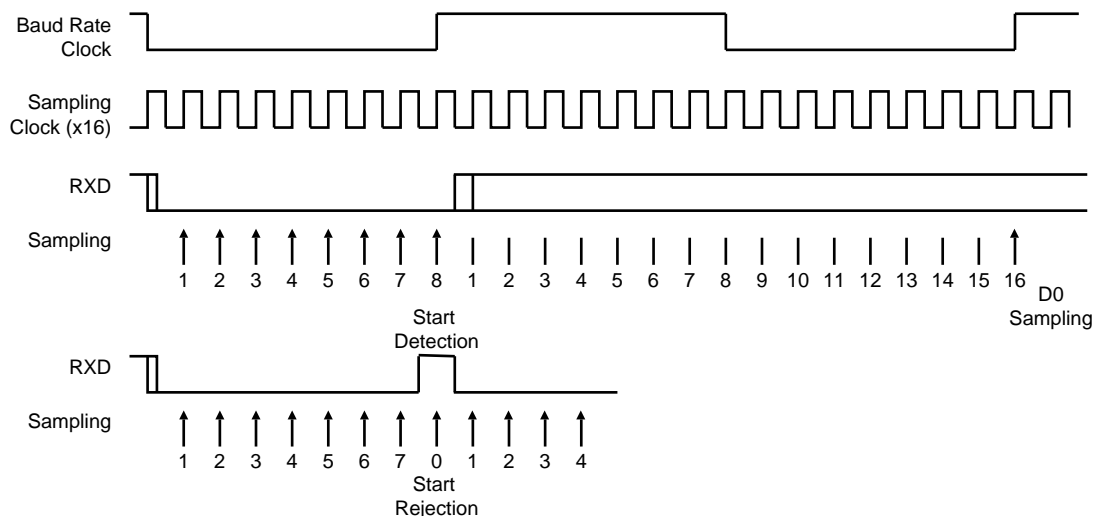 Baud Rate
Clock
Sampling
Clock (x16)
RXD
Sampling
1 2 3 4 5 6 7 8 1 2 3 4 5 6 7 8 9 10 11 12 13 14 15 16
D0
Sampling
Start
Detection
RXD
Sampling
1 2 3 4 5 6 7 0 1 2 3 4
Start
Rejection